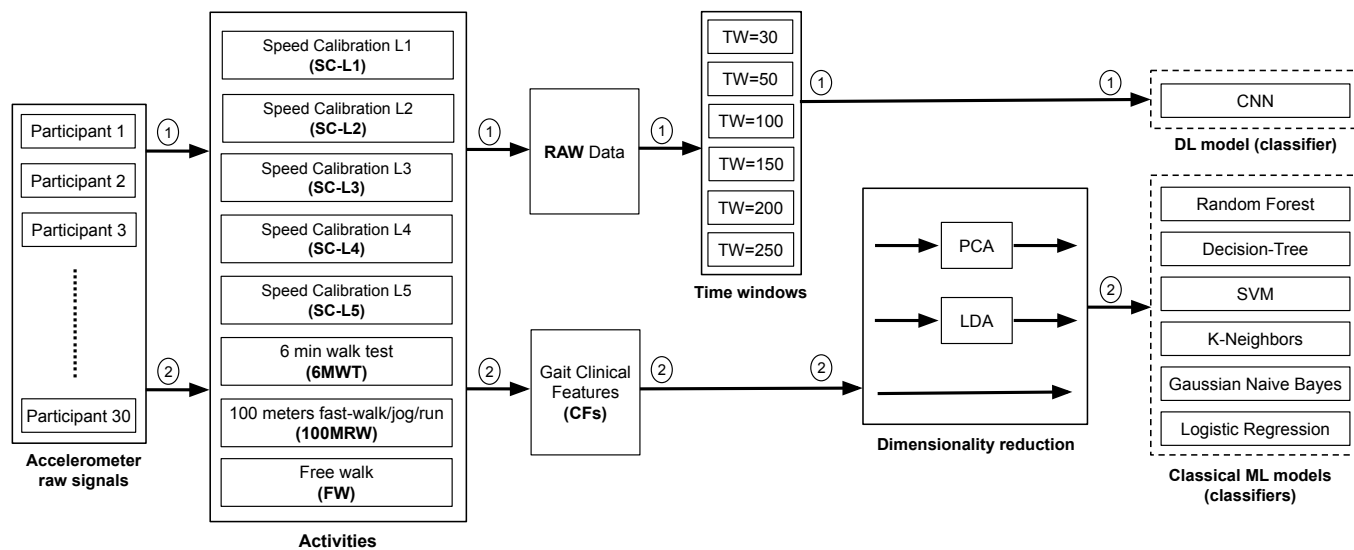 Participant 1
Participant 2
Participant 3
Participant 30
Accelerometer
raw signals
1
2
Speed Calibration L1
(SC-L1)
Speed Calibration L2
(SC-L2)
Speed Calibration L3
(SC-L3)
Speed Calibration L4
(SC-L4)
Speed Calibration L5
(SC-L5)
6 min walk test
(6MWT)
100 meters fast-walk/jog/run
(100MRW)
Free walk
(FW)
Activities
1
2
RAW Data
Gait Clinical
Features
(CFs)
1
2
TW=30
TW=50
TW=100
TW=150
TW=200
TW=250
Time windows
1
1
2
PCA
LDA
Dimensionality reduction
2
CNN
DL model (classifier)
Random Forest
Decision-Tree
SVM
K-Neighbors
Gaussian Naive Bayes
Logistic Regression
Classical ML models
(classifiers)